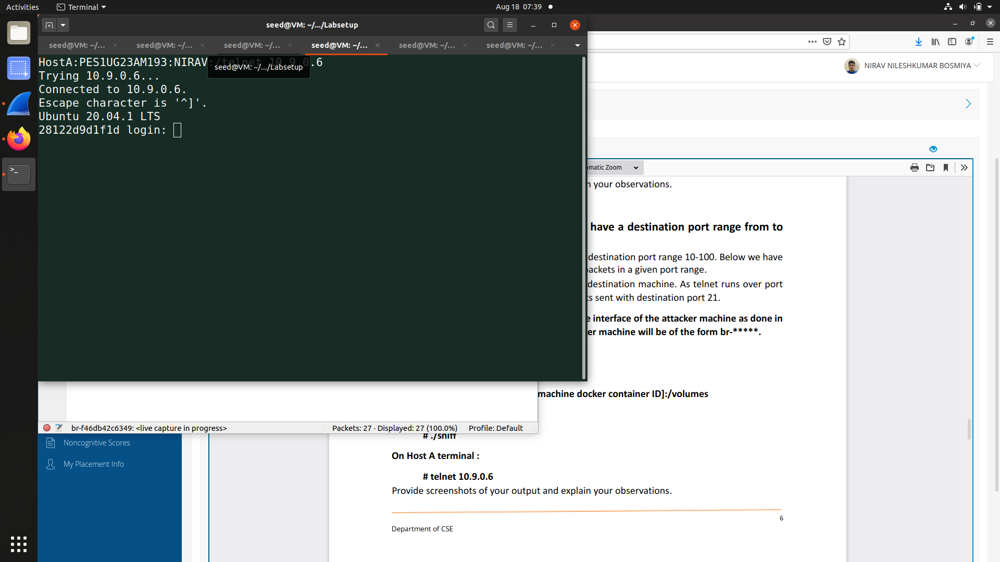 Activities
Terminal
Aug 18 07:39
seed@VM: ~/.../Labsetup
seed@VM: ~/...
seed@VM: ~/...
seed@VM: ~/...
seed@VM: ~/...
seed@VM: ~/...
seed@VM: ~/...
HostA:PES1UG23AM193:NIRAV:/telnet 10.9.0.6
seed@VM: ~/.../Labsetup
Trying 10.9.0.6...
Connected to 10.9.0.6.
Escape character is '^]'.
Ubuntu 20.04.1 LTS
28122d9d1f1d login:
NIRAV NILESHKUMAR BOSMIYA
omatic Zoom
n your observations.
have a destination port range from to
destination port range 10-100. Below we have
packets in a given port range.
destination machine. As telnet runs over port
ts sent with destination port 21.
e interface of the attacker machine as done in
er machine will be of the form br-*****.
machine docker container ID]:/volumes
br-f46db42c6349: <live capture in progress>
Packets: 27 · Displayed: 27 (100.0%)
Profile: Default
# ./sniff
Noncognitive Scores
My Placement Info
On Host A terminal :
# telnet 10.9.0.6
Provide screenshots of your output and explain your observations.
6
Department of CSE